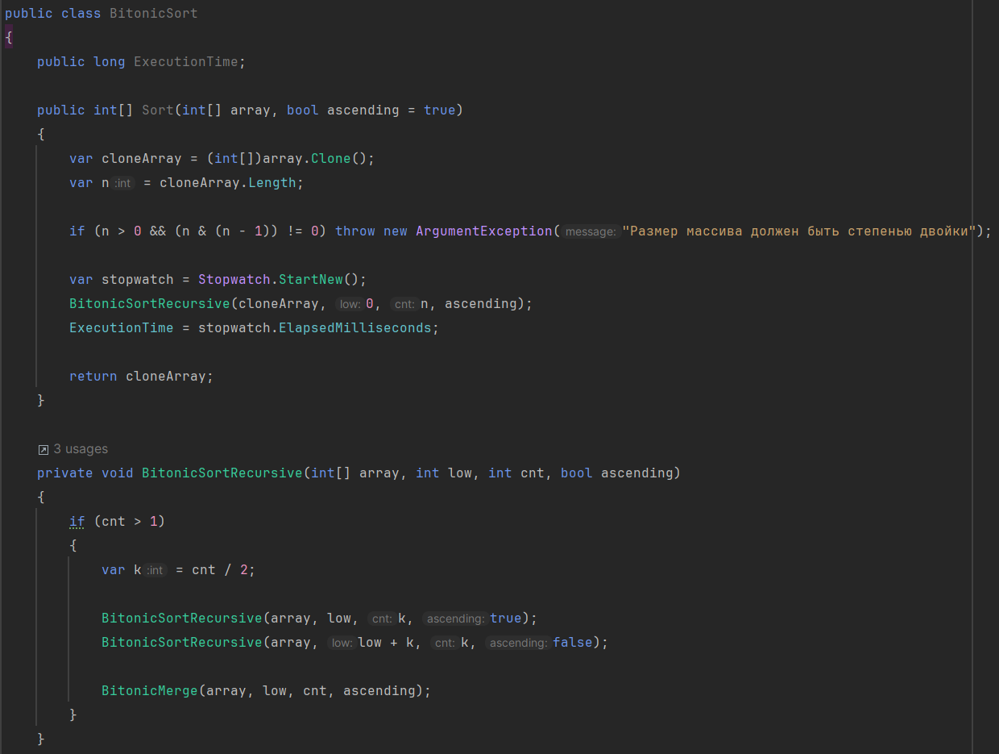 public class BitonicSort
{
public long ExecutionTime;
public int[] Sort(int[] array, bool ascending = true)
{
var cloneArray = (int[])array.Clone();
var n :int = cloneArray.Length;
if (n > 0 && (n & (n - 1)) != 0) throw new ArgumentException( message: "Размер массива должен быть степенью двойки");
var stopwatch = Stopwatch.StartNew();
BitonicSortRecursive(cloneArray, low: 0, cnt: n, ascending);
ExecutionTime = stopwatch.ElapsedMilliseconds;
return cloneArray;
}
3 usages
private void BitonicSortRecursive(int[] array, int low, int cnt, bool ascending)
{
if (cnt > 1)
{
var k :int = cnt / 2;
BitonicSortRecursive(array, low, cnt: k, ascending: true);
BitonicSortRecursive(array, low: low + k, cnt: k, ascending: false);
BitonicMerge(array, low, cnt, ascending);
}
}